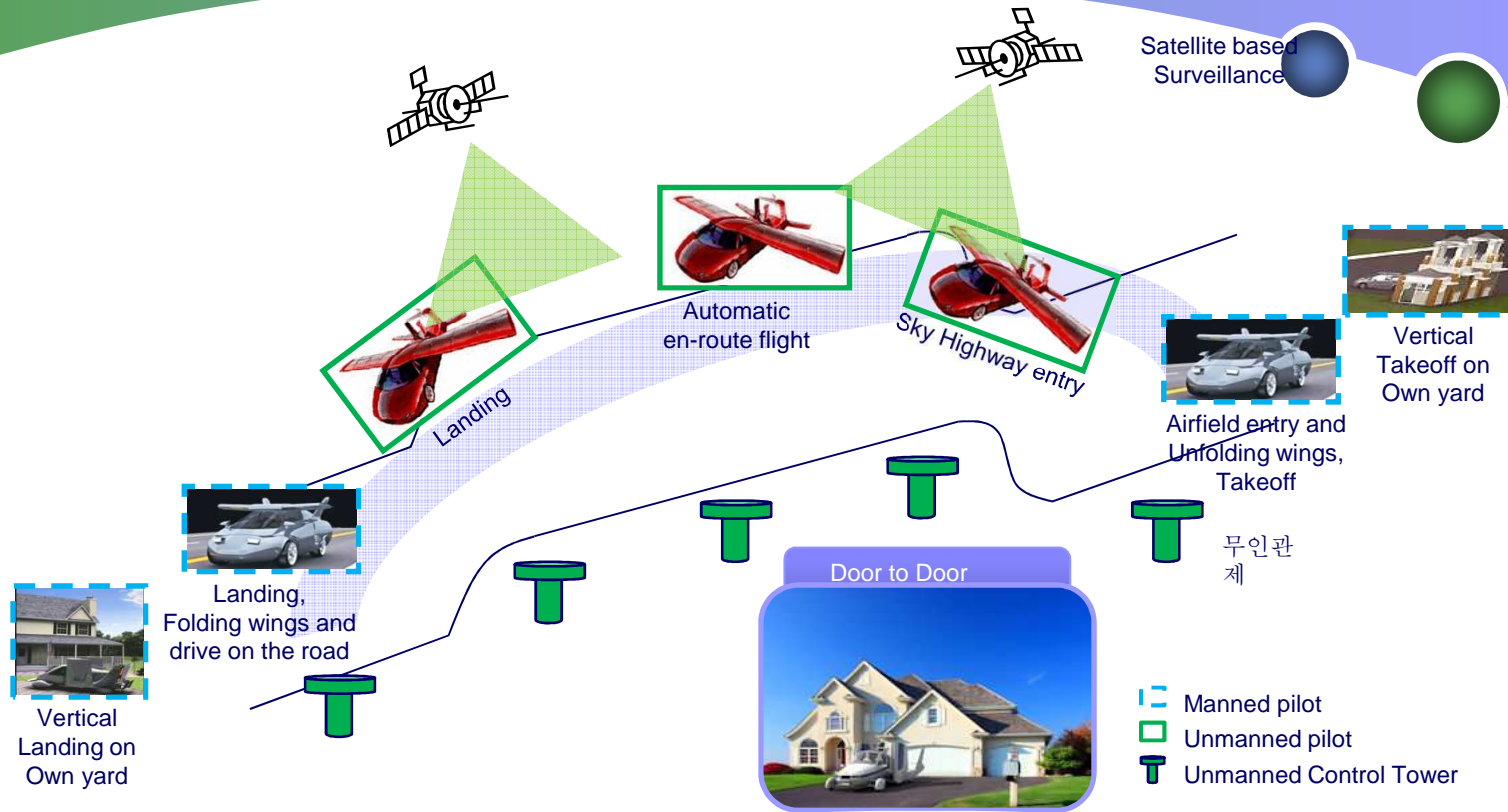 Satellite based
Surveillance
Automatic
en-route flight
Sky Highway entry
Landing
Vertical
Takeoff on
Own yard
Airfield entry and
Unfolding wings,
Takeoff
무인관
제
Landing,
Folding wings and
drive on the road
Vertical
Landing on
Own yard
Door to Door
Manned pilot
Unmanned pilot
Unmanned Control Tower